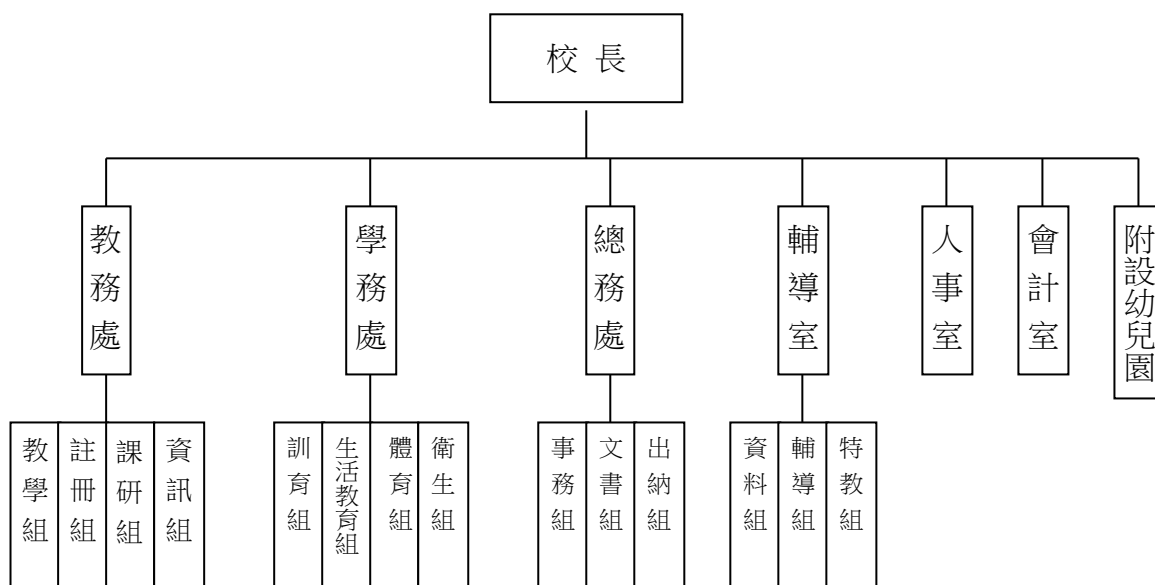 校長
教務處
學務處
總務處
輔導室
人事室
會計室
附設幼兒園
教學組
註冊組
課研組
資訊組
訓育組
生活教育組
體育組
衛生組
事務組
文書組
出納組
資料組
輔導組
特教組